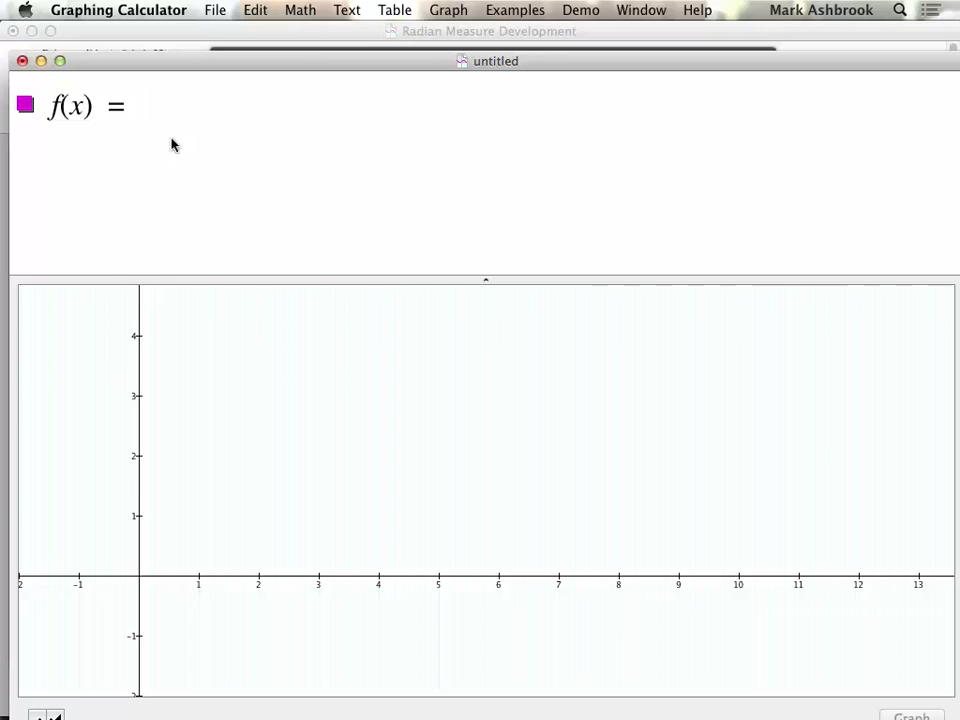 Graphing Calculator File Edit Math Text Table Graph Examples Demo Window Help Mark Ashbrook
Radian Measure Development
untitled
f(x) =
4
3
2
1
2 -1 1 2 3 4 5 6 7 8 9 10 11 12 13
-1
Graph